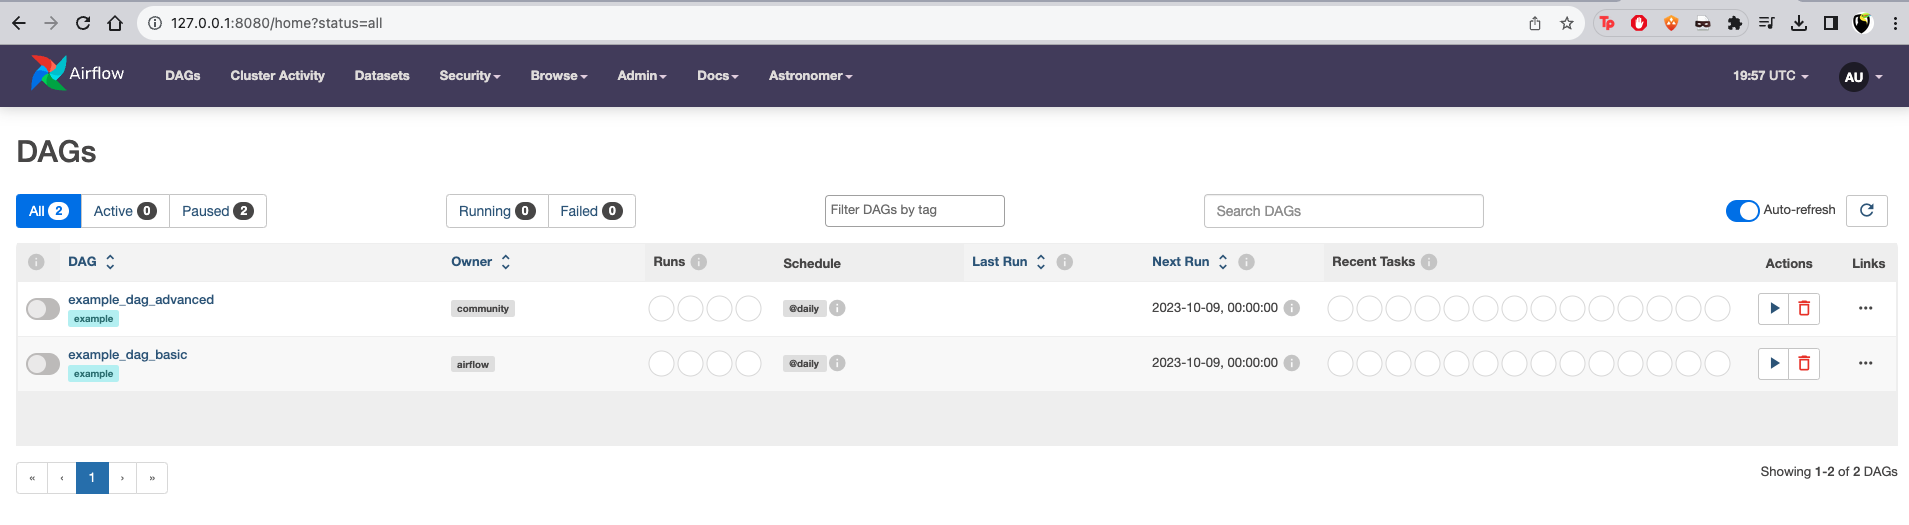 127.0.0.1:8080/home?status=all
Tp
Airflow DAGs Cluster Activity Datasets Security Browse Admin Docs Astronomer 19:57 UTC AU
DAGs
All 2 Active 0 Paused 2 Running 0 Failed 0 Filter DAGs by tag Search DAGs Auto-refresh
i DAG Owner Runs i Schedule Last Run i Next Run i Recent Tasks i Actions Links
example_dag_advanced
example
community @daily i 2023-10-09, 00:00:00 i
example_dag_basic
example
airflow @daily i 2023-10-09, 00:00:00 i
« ‹ 1 › »
Showing 1-2 of 2 DAGs